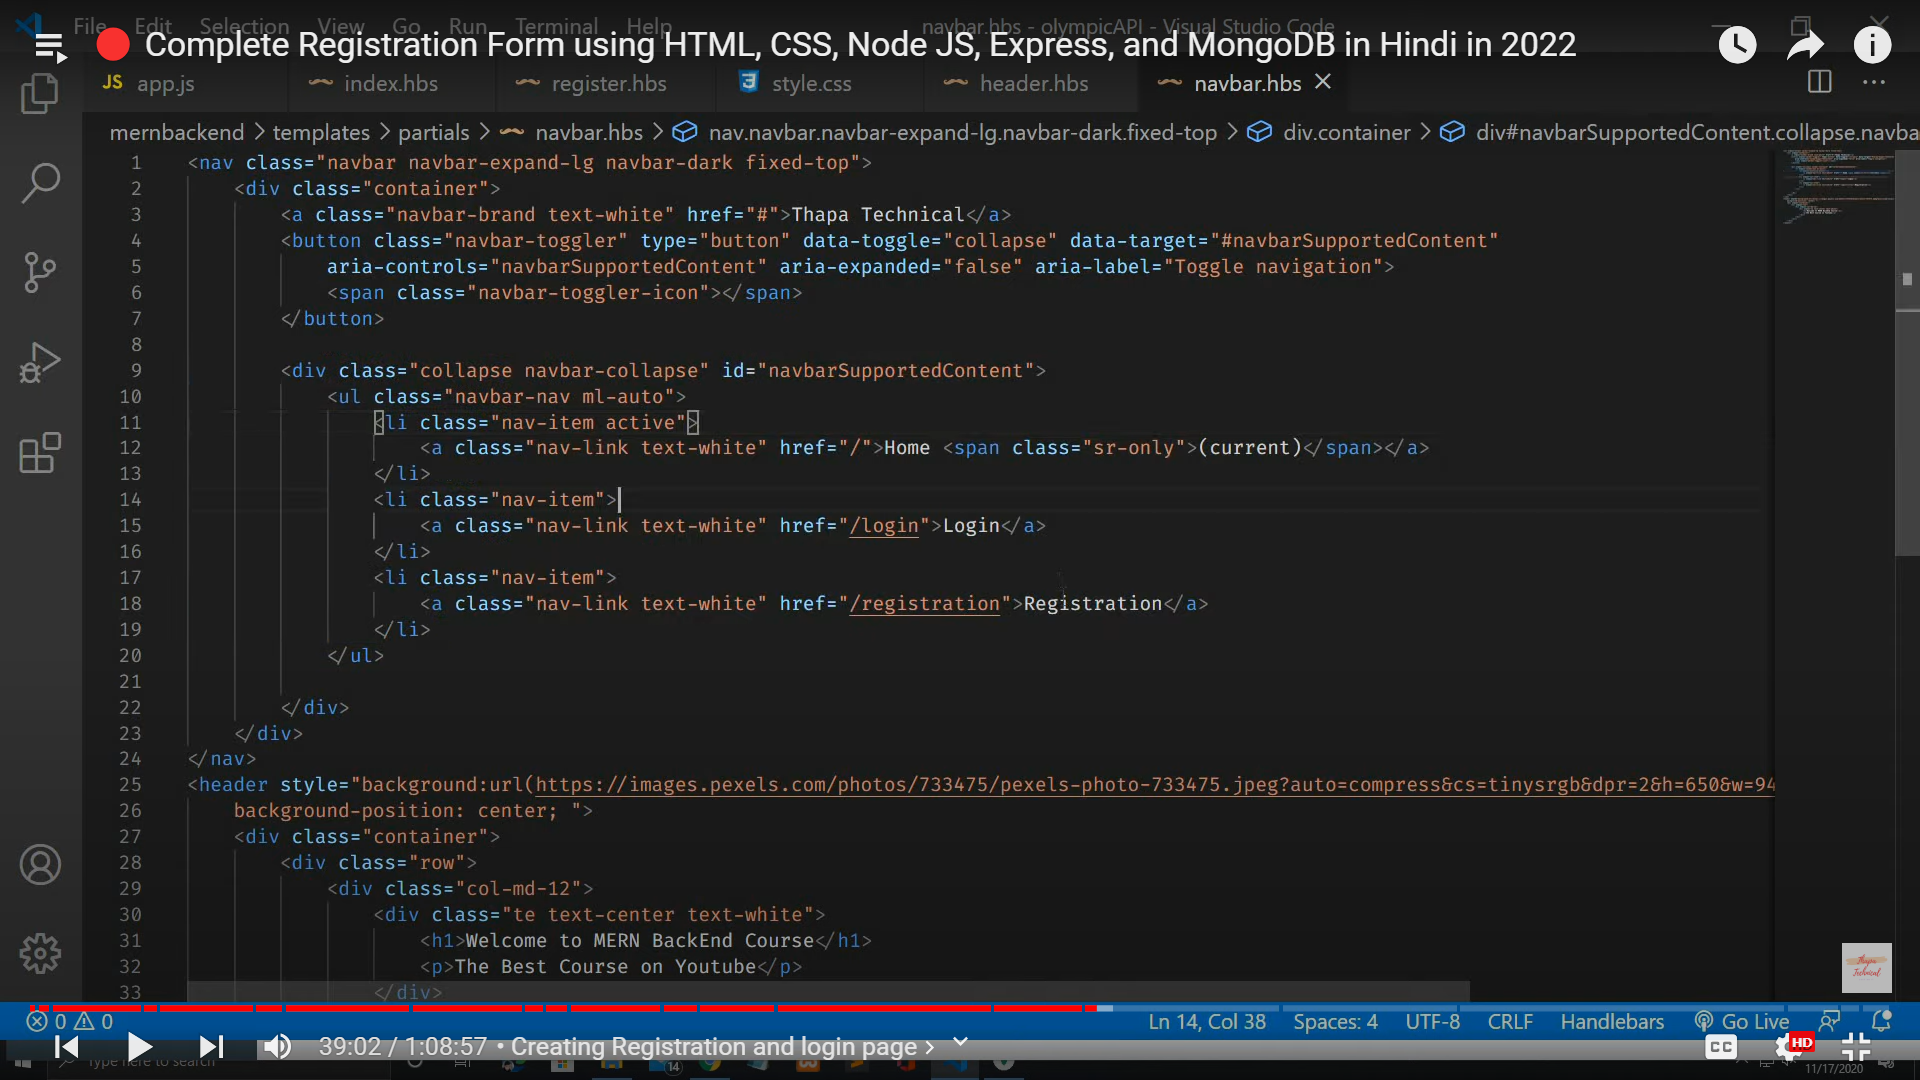 File Edit Selection View Go Run Terminal Help navbar.hbs - olympicAPI - Visual Studio Code
Complete Registration Form using HTML, CSS, Node JS, Express, and MongoDB in Hindi in 2022
JS app.js index.hbs register.hbs style.css header.hbs navbar.hbs
mernbackend > templates > partials > navbar.hbs > nav.navbar.navbar-expand-lg.navbar-dark.fixed-top > div.container > div#navbarSupportedContent.collapse.navba
1 <nav class="navbar navbar-expand-lg navbar-dark fixed-top">
2 <div class="container">
3 <a class="navbar-brand text-white" href="#">Thapa Technical</a>
4 <button class="navbar-toggler" type="button" data-toggle="collapse" data-target="#navbarSupportedContent"
5 aria-controls="navbarSupportedContent" aria-expanded="false" aria-label="Toggle navigation">
6 <span class="navbar-toggler-icon"></span>
7 </button>
8
9 <div class="collapse navbar-collapse" id="navbarSupportedContent">
10 <ul class="navbar-nav ml-auto">
11 <li class="nav-item active">
12 <a class="nav-link text-white" href="/">Home <span class="sr-only">(current)</span></a>
13 </li>
14 <li class="nav-item">
15 <a class="nav-link text-white" href="/login">Login</a>
16 </li>
17 <li class="nav-item">
18 <a class="nav-link text-white" href="/registration">Registration</a>
19 </li>
20 </ul>
21
22 </div>
23 </div>
24 </nav>
25 <header style="background:url(https://images.pexels.com/photos/733475/pexels-photo-733475.jpeg?auto=compress&cs=tinysrgb&dpr=2&h=650&w=94
26 background-position: center; ">
27 <div class="container">
28 <div class="row">
29 <div class="col-md-12">
30 <div class="te text-center text-white">
31 <h1>Welcome to MERN BackEnd Course</h1>
32 <p>The Best Course on Youtube</p>
33 </div>
Thapa
Technical
0 0 Ln 14, Col 38 Spaces: 4 UTF-8 CRLF Handlebars Go Live
39:02 / 1:08:57 • Creating Registration and login page > CC HD
Type here to search 14 11/17/2020